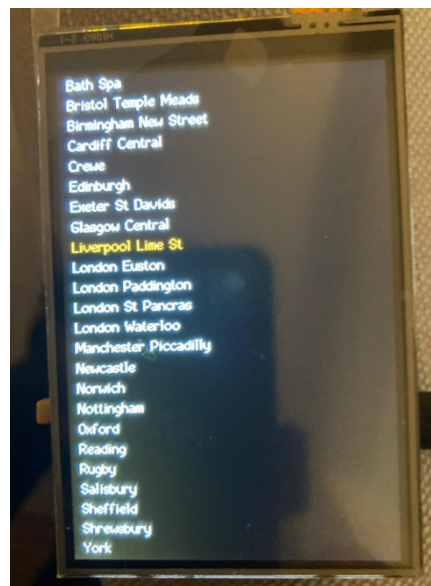 Bath Spa
Bristol Temple Meads
Birmingham New Street
Cardiff Central
Crewe
Edinburgh
Exeter St Davids
Glasgow Central
Liverpool Lime St
London Euston
London Paddington
London St Pancras
London Waterloo
Manchester Piccadilly
Newcastle
Norwich
Nottingham
Oxford
Reading
Rugby
Salisbury
Sheffield
Shrewsbury
York